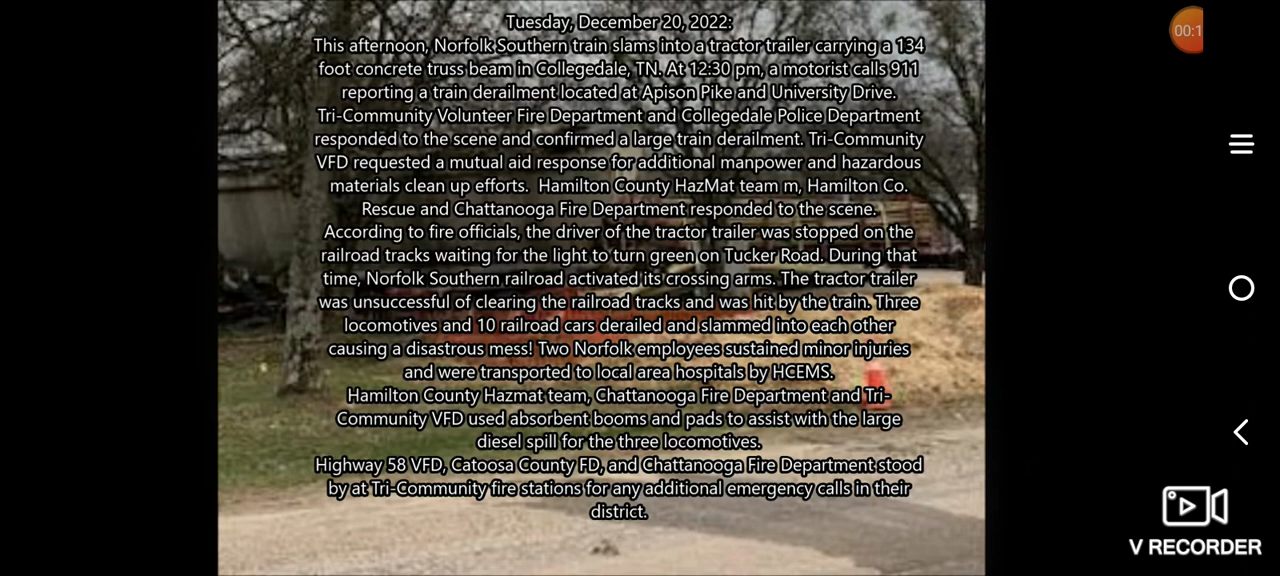 Tuesday, December 20, 2022:
This afternoon, Norfolk Southern train slams into a tractor trailer carrying a 134
foot concrete truss beam in Collegedale, TN. At 12:30 pm, a motorist calls 911
reporting a train derailment located at Apison Pike and University Drive.
Tri-Community Volunteer Fire Department and Collegedale Police Department
responded to the scene and confirmed a large train derailment. Tri-Community
VFD requested a mutual aid response for additional manpower and hazardous
materials clean up efforts.  Hamilton County HazMat team m, Hamilton Co.
Rescue and Chattanooga Fire Department responded to the scene.
According to fire officials, the driver of the tractor trailer was stopped on the
railroad tracks waiting for the light to turn green on Tucker Road. During that
time, Norfolk Southern railroad activated its crossing arms. The tractor trailer
was unsuccessful of clearing the railroad tracks and was hit by the train. Three
locomotives and 10 railroad cars derailed and slammed into each other
causing a disastrous mess! Two Norfolk employees sustained minor injuries
and were transported to local area hospitals by HCEMS.
Hamilton County Hazmat team, Chattanooga Fire Department and Tri-
Community VFD used absorbent booms and pads to assist with the large
diesel spill for the three locomotives.
Highway 58 VFD, Catoosa County FD, and Chattanooga Fire Department stood
by at Tri-Community fire stations for any additional emergency calls in their
district.
00:1
V RECORDER